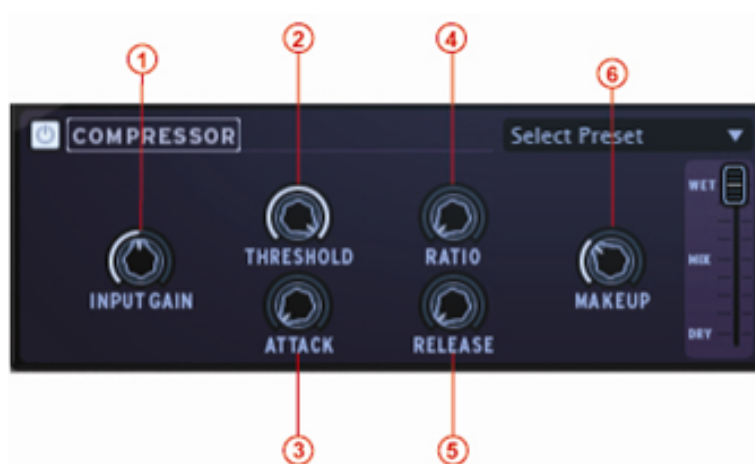 2 4
1 6
COMPRESSOR Select Preset
WET
THRESHOLD RATIO
INPUT GAIN MAKEUP MIX
ATTACK RELEASE DRY
3 5